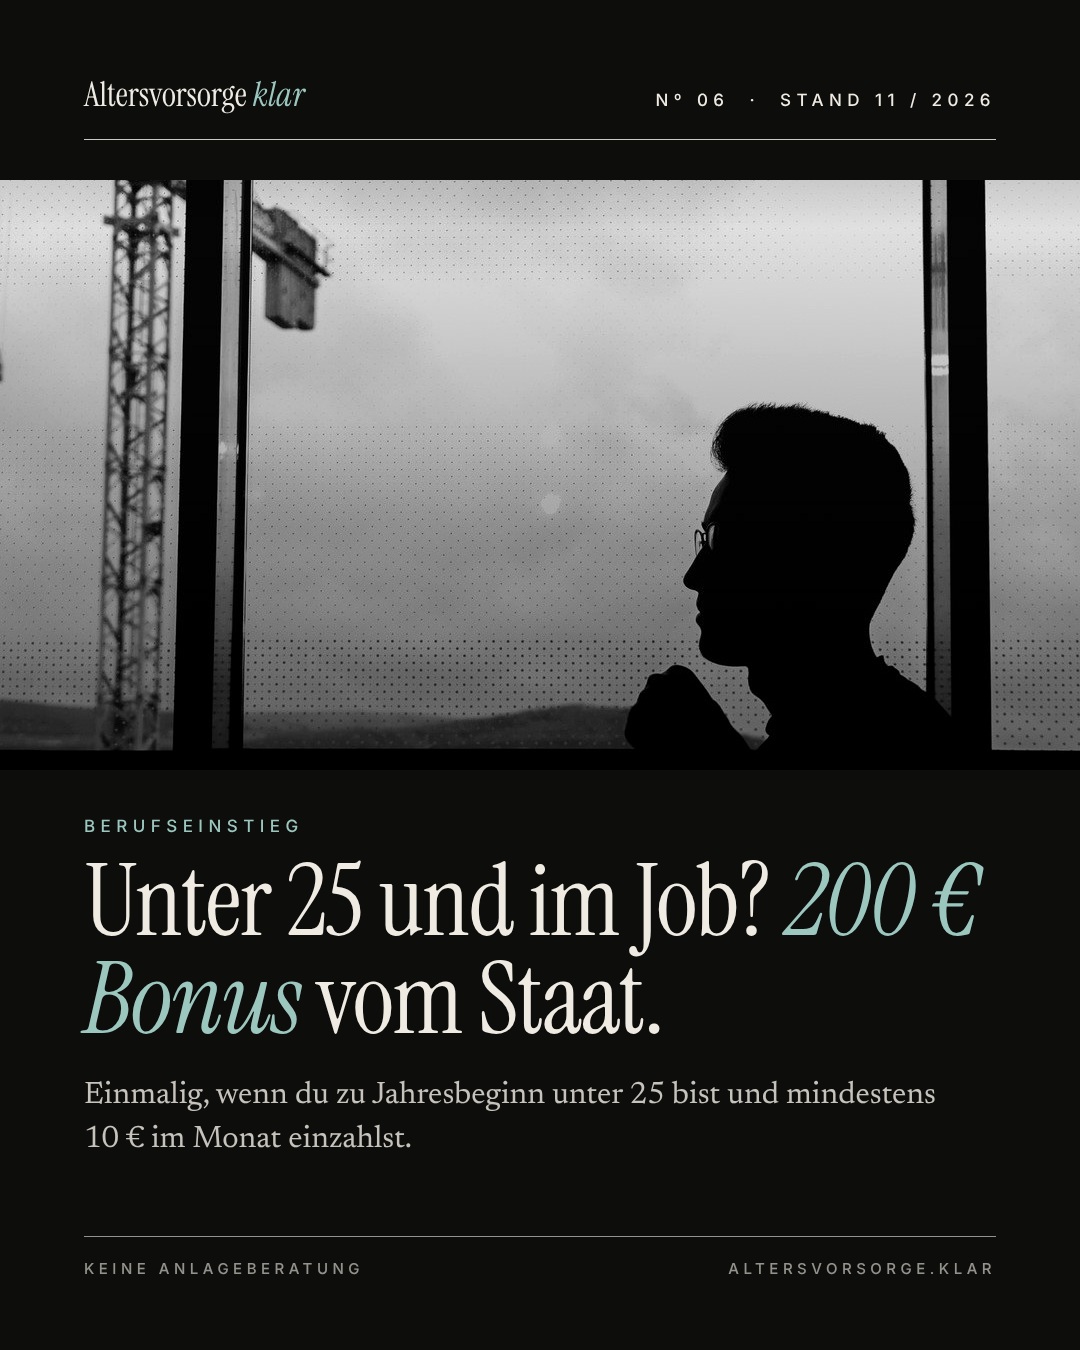 Altersvorsorge klar
Nº 06 · STAND 11 / 2026
BERUFSEINSTIEG
Unter 25 und im Job? 200 €
Bonus vom Staat.
Einmalig, wenn du zu Jahresbeginn unter 25 bist und mindestens
10 € im Monat einzahlst.
KEINE ANLAGEBERATUNG
ALTERSVORSORGE.KLAR